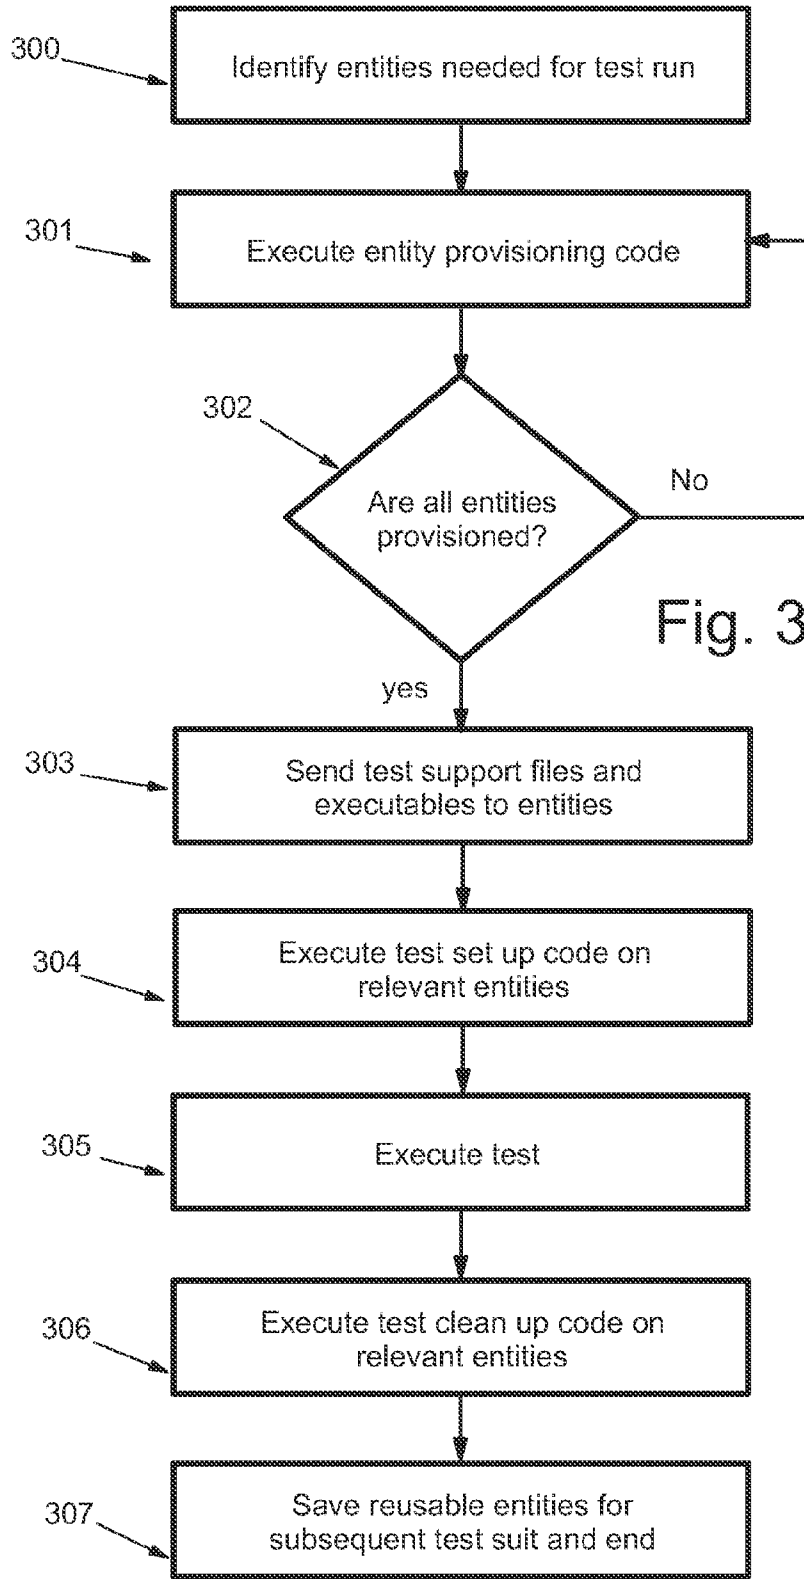 300
Identify entities needed for test run
301
Execute entity provisioning code
302
Are all entities
provisioned?
No
Fig. 3
yes
303
Send test support files and
executables to entities
304
Execute test set up code on
relevant entities
305
Execute test
306
Execute test clean up code on
relevant entities
307
Save reusable entities for
subsequent test suit and end